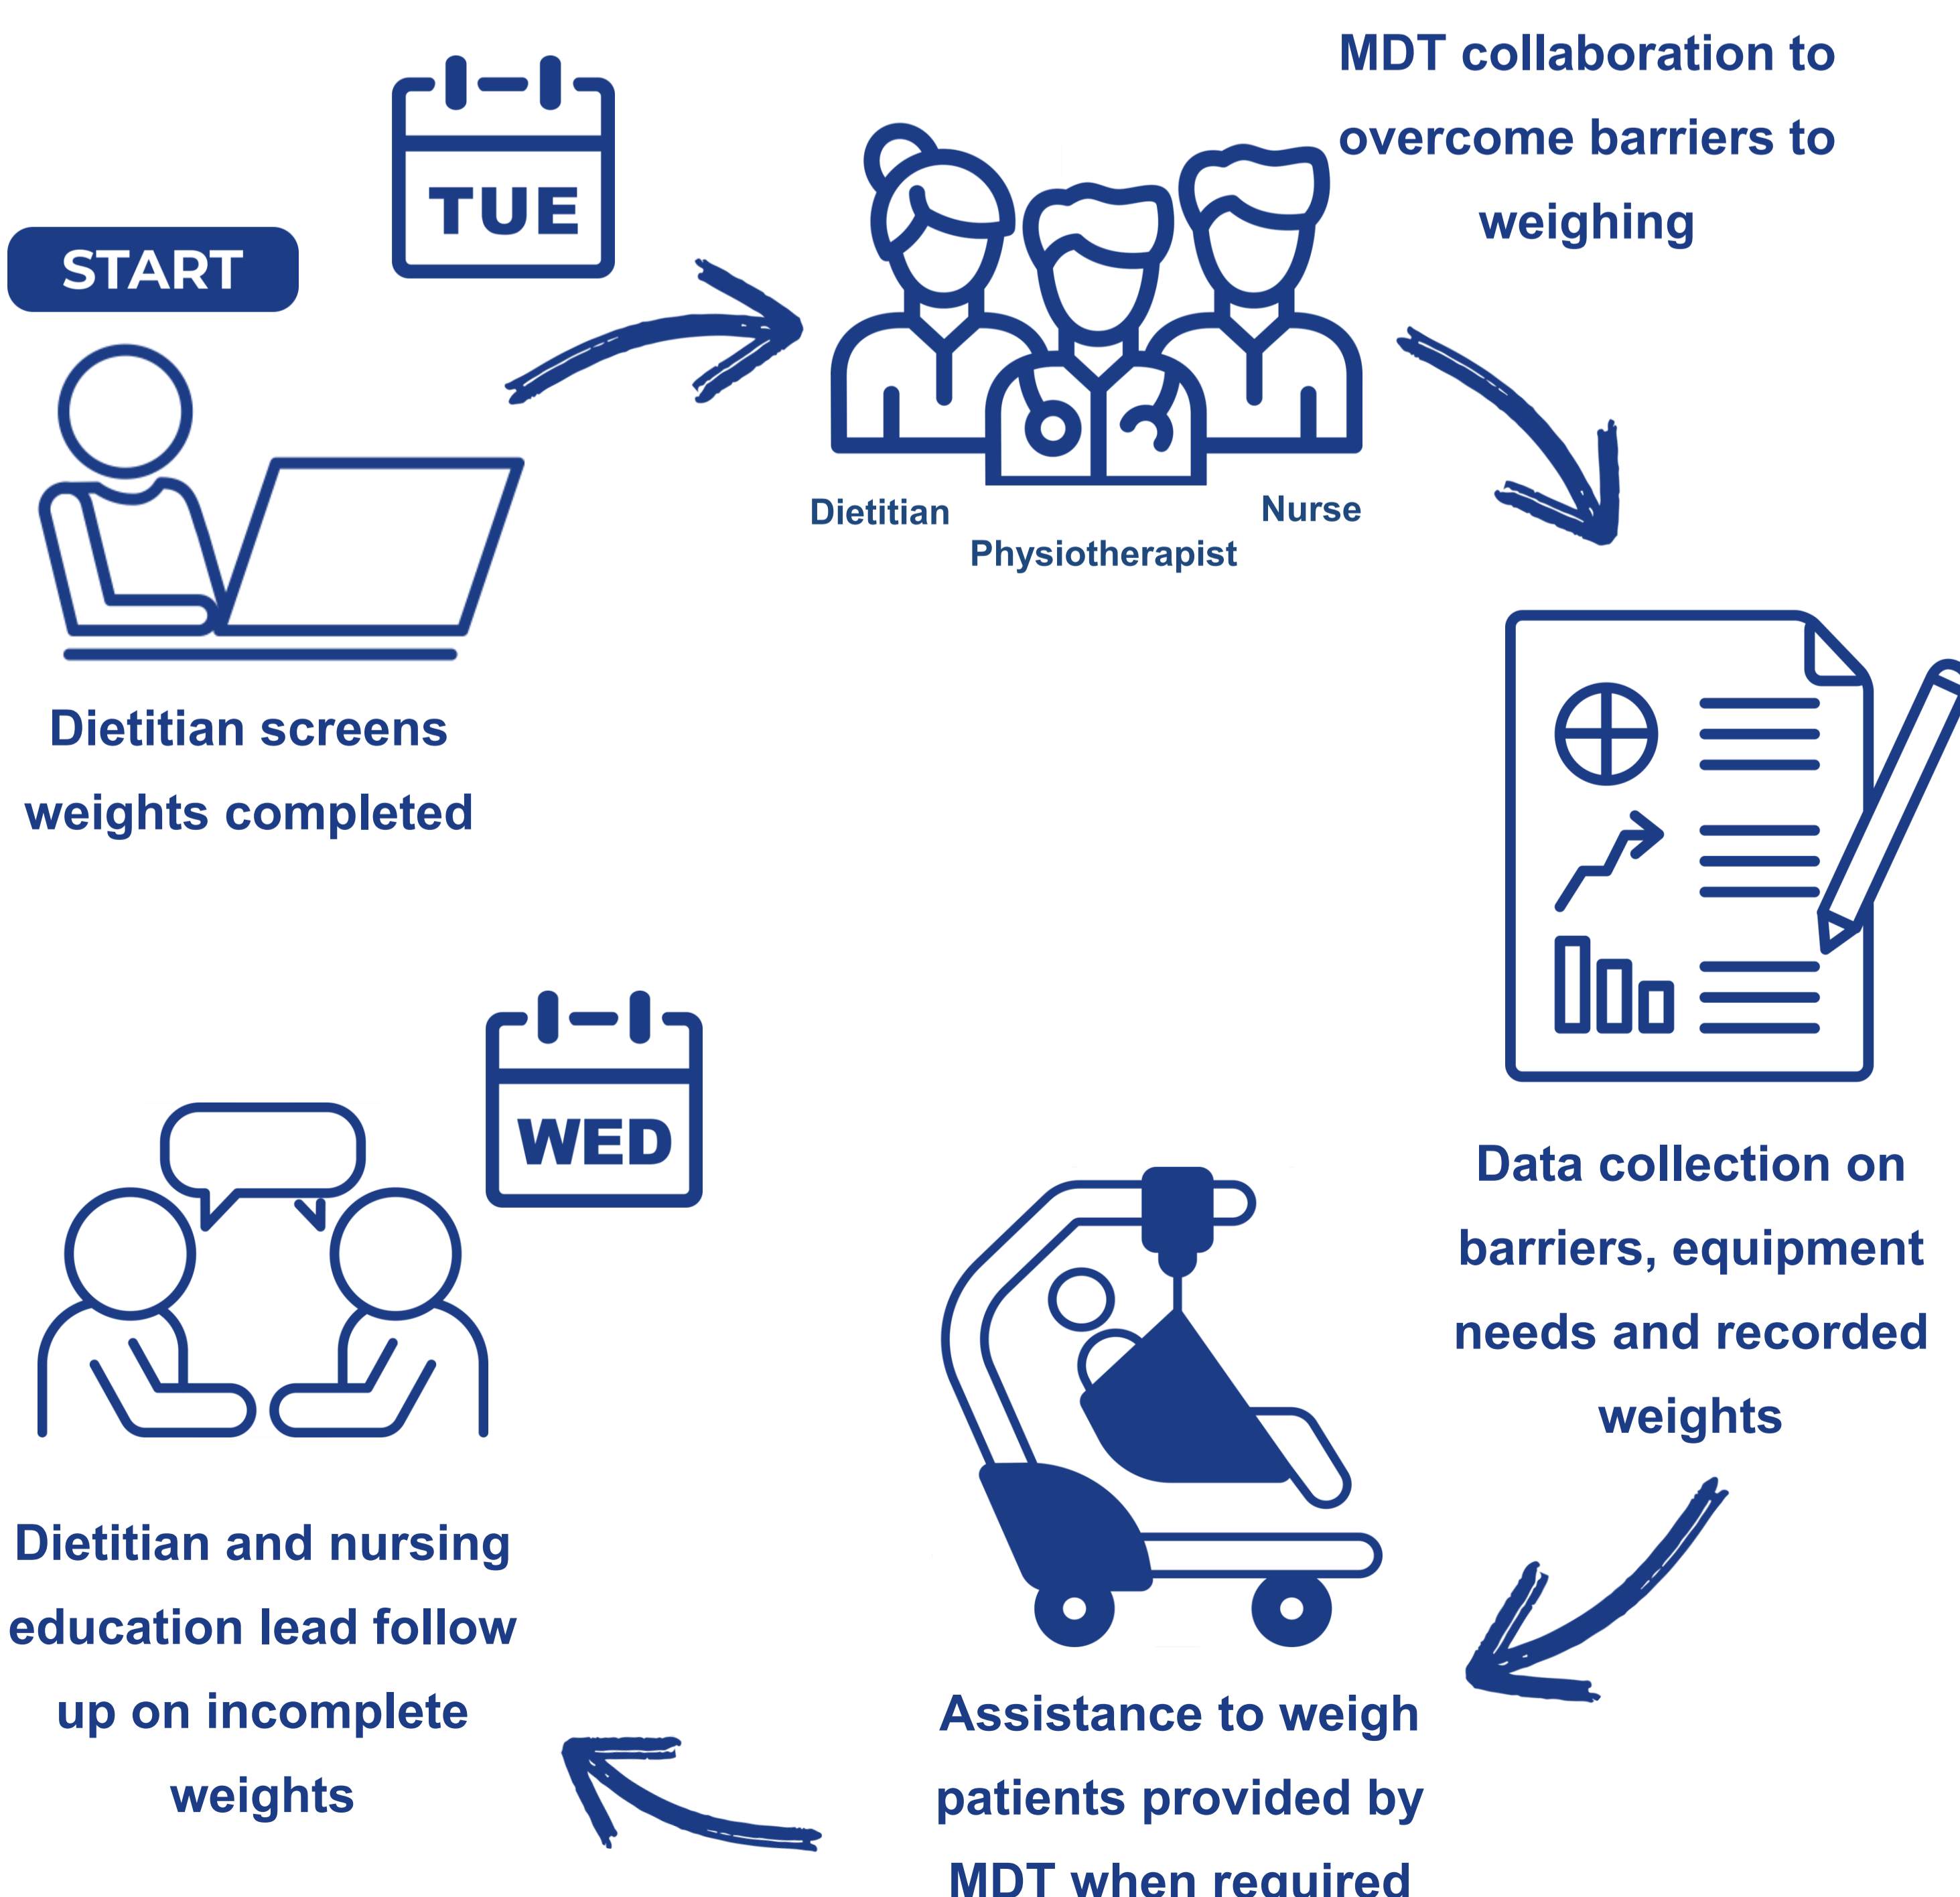 START
TUE
Dietitian screens
weights completed
MDT collaboration to
overcome barriers to
weighing
Dietitian
Nurse
Physiotherapist
Data collection on
barriers, equipment
needs and recorded
weights
Assistance to weigh
patients provided by
MDT when required
WED
Dietitian and nursing
education lead follow
up on incomplete
weights